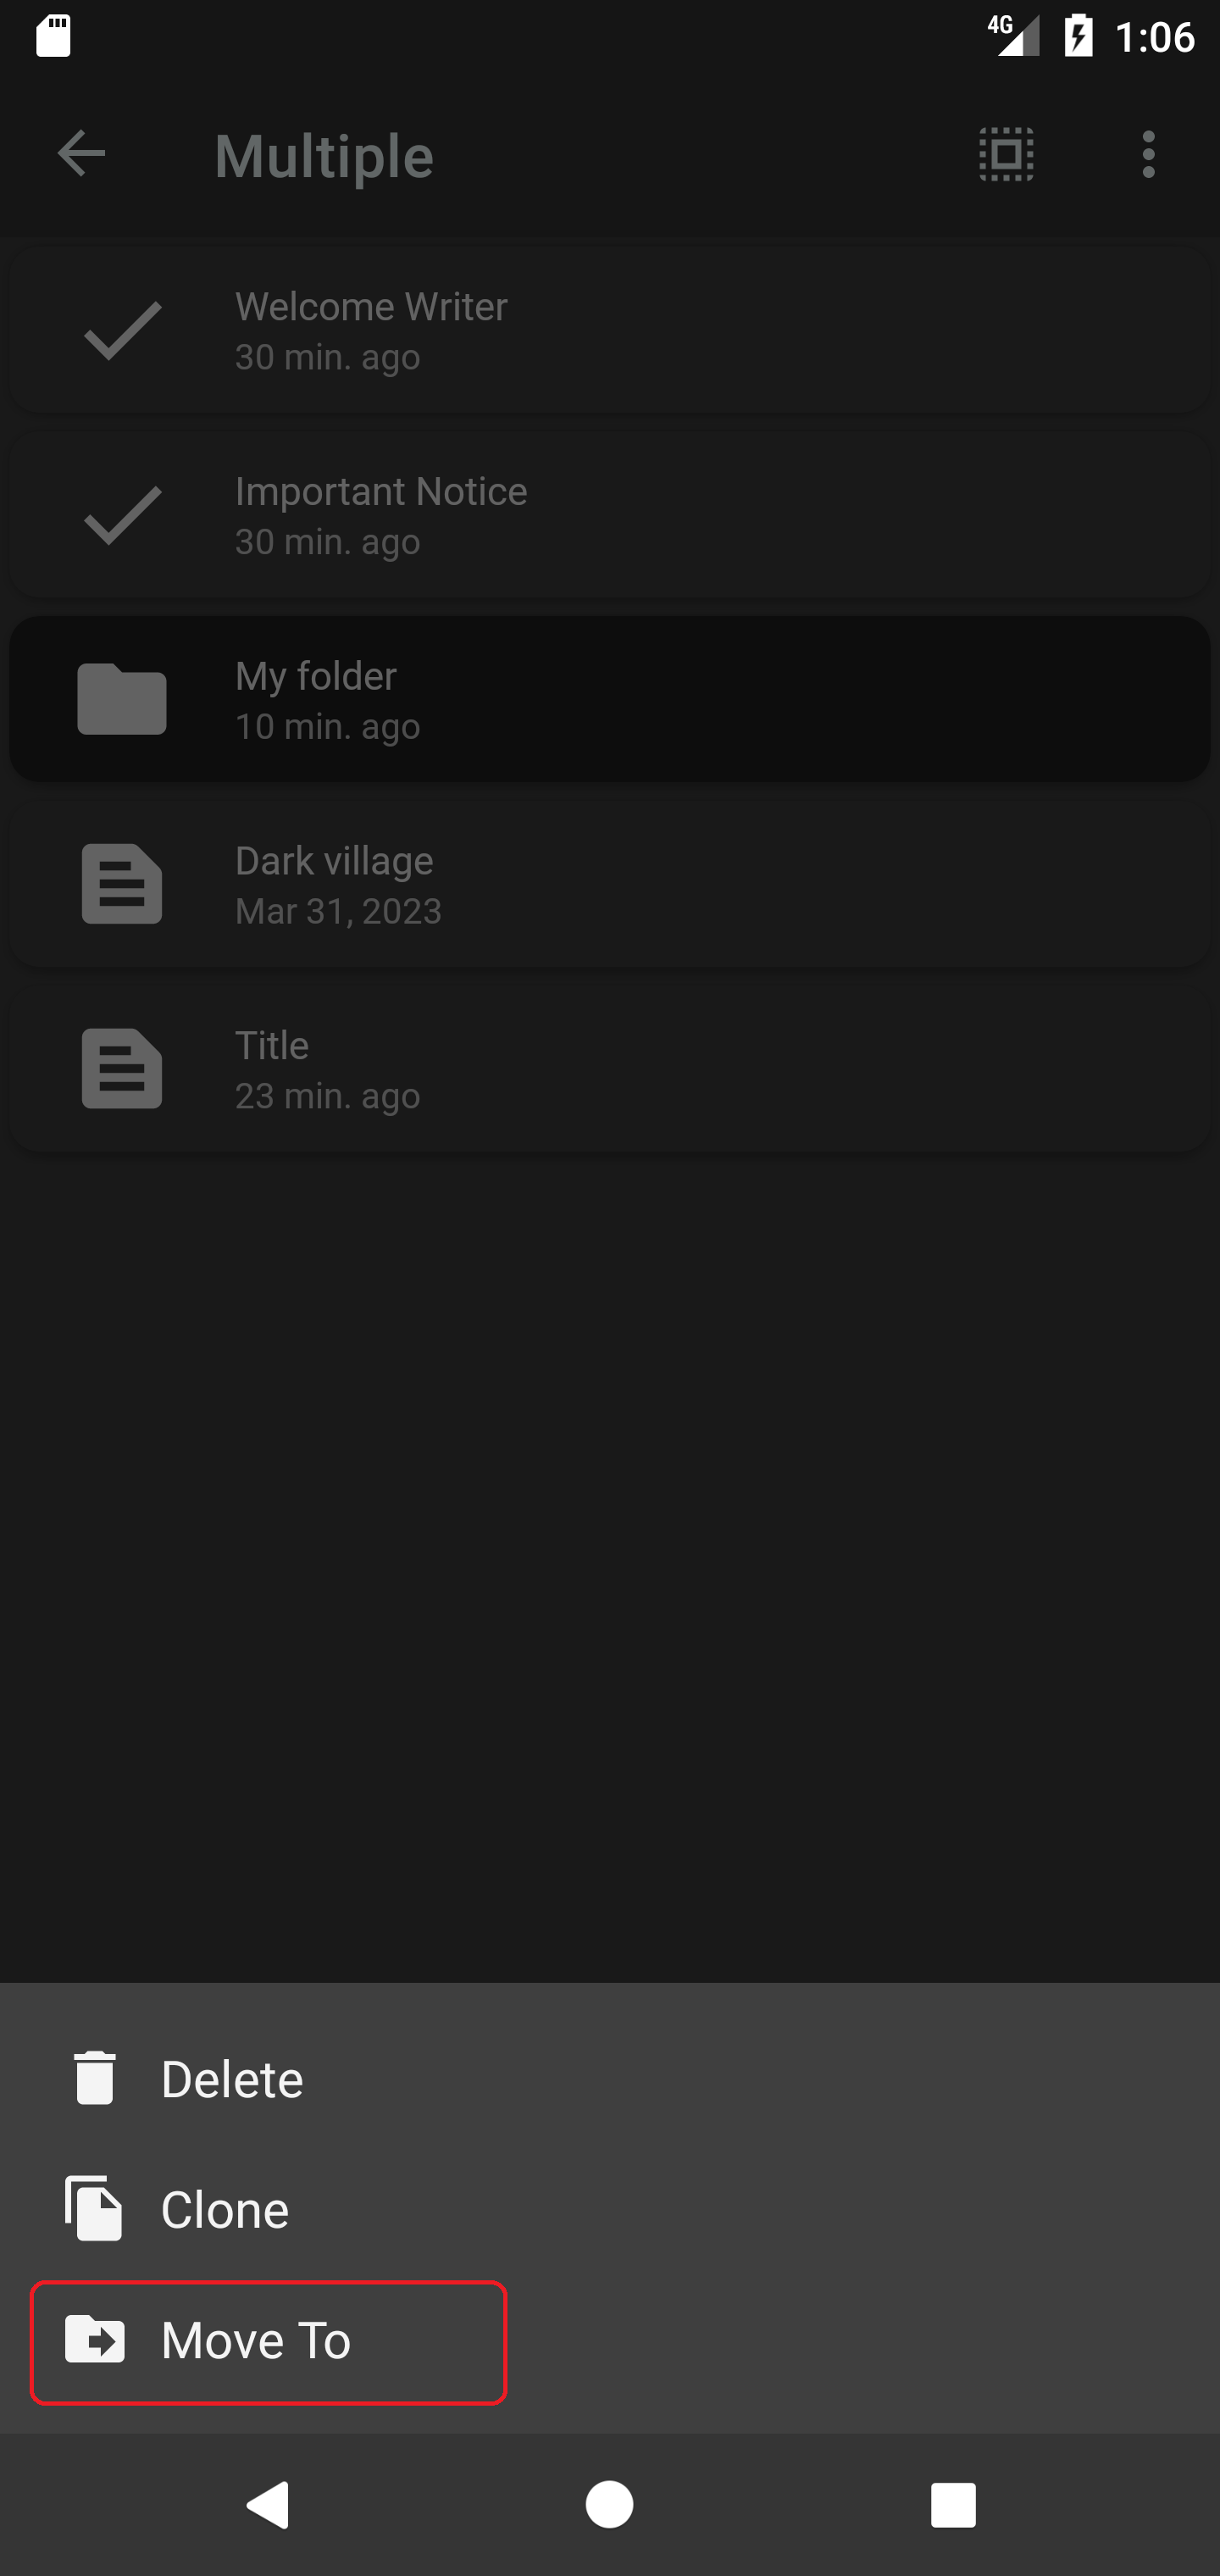 4G 1:06
Multiple
Welcome Writer
30 min. ago
Important Notice
30 min. ago
My folder
10 min. ago
Dark village
Mar 31, 2023
Title
23 min. ago
Delete
Clone
Move To